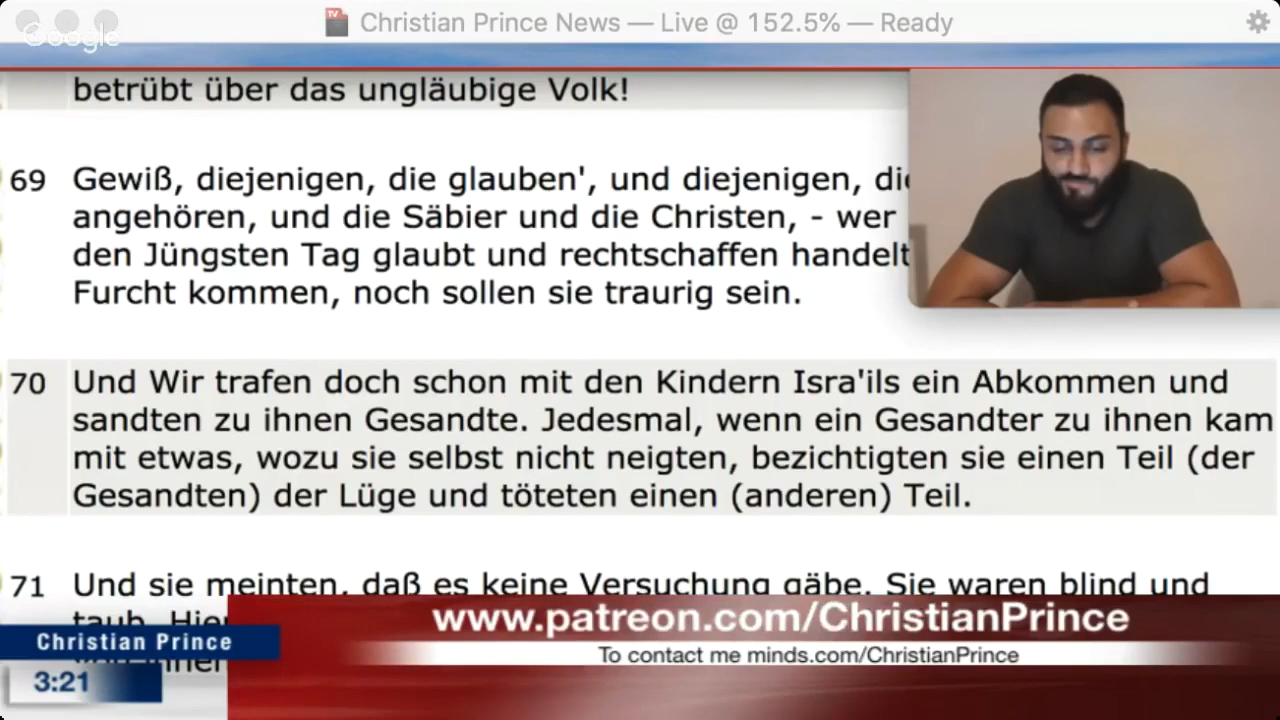 Christian Prince News — Live @ 152.5% — Ready
Google
betrübt über das ungläubige Volk!
69 Gewiß, diejenigen, die glauben', und diejenigen,
angehören, und die Säbier und die Christen, - wer
den Jüngsten Tag glaubt und rechtschaffen handelt
Furcht kommen, noch sollen sie traurig sein.
70 Und Wir trafen doch schon mit den Kindern Isra'ils ein Abkommen und
sandten zu ihnen Gesandte. Jedesmal, wenn ein Gesandter zu ihnen kam
mit etwas, wozu sie selbst nicht neigten, bezichtigten sie einen Teil (der
Gesandten) der Lüge und töteten einen (anderen) Teil.
71 Und sie meinten, daß es keine Versuchung gäbe. Sie waren blind und
taub.
www.patreon.com/ChristianPrince
Christian Prince
To contact me minds.com/ChristianPrince
3:21